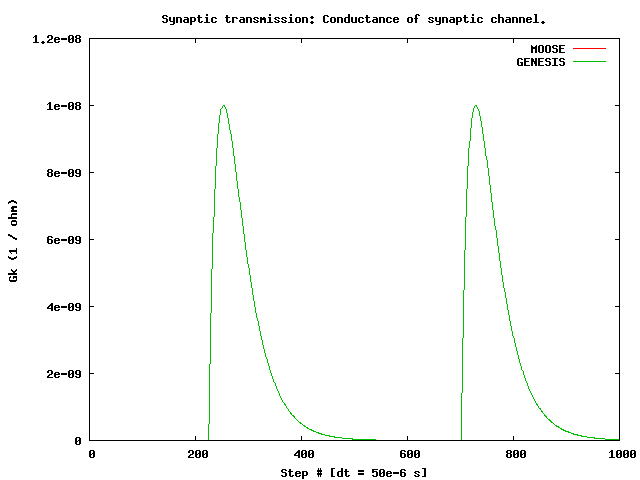 Synaptic transmission: Conductance of synaptic channel.
1.2e-08
MOOSE
GENESIS
1e-08
8e-09
6e-09
Gk (1 / ohm)
4e-09
2e-09
0
0 200 400 600 800 1000
Step # [dt = 50e-6 s]